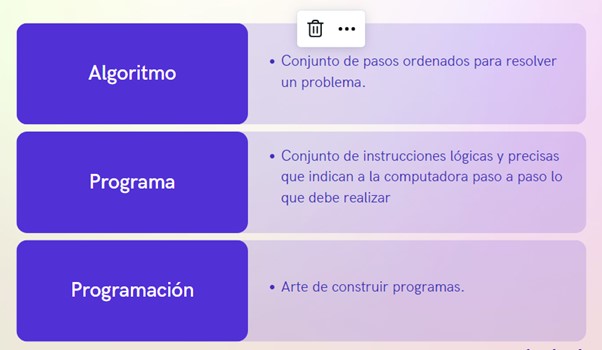 Algoritmo
• Conjunto de pasos ordenados para resolver
un problema.
Programa
• Conjunto de instrucciones lógicas y precisas
que indican a la computadora paso a paso lo
que debe realizar
Programación
• Arte de construir programas.